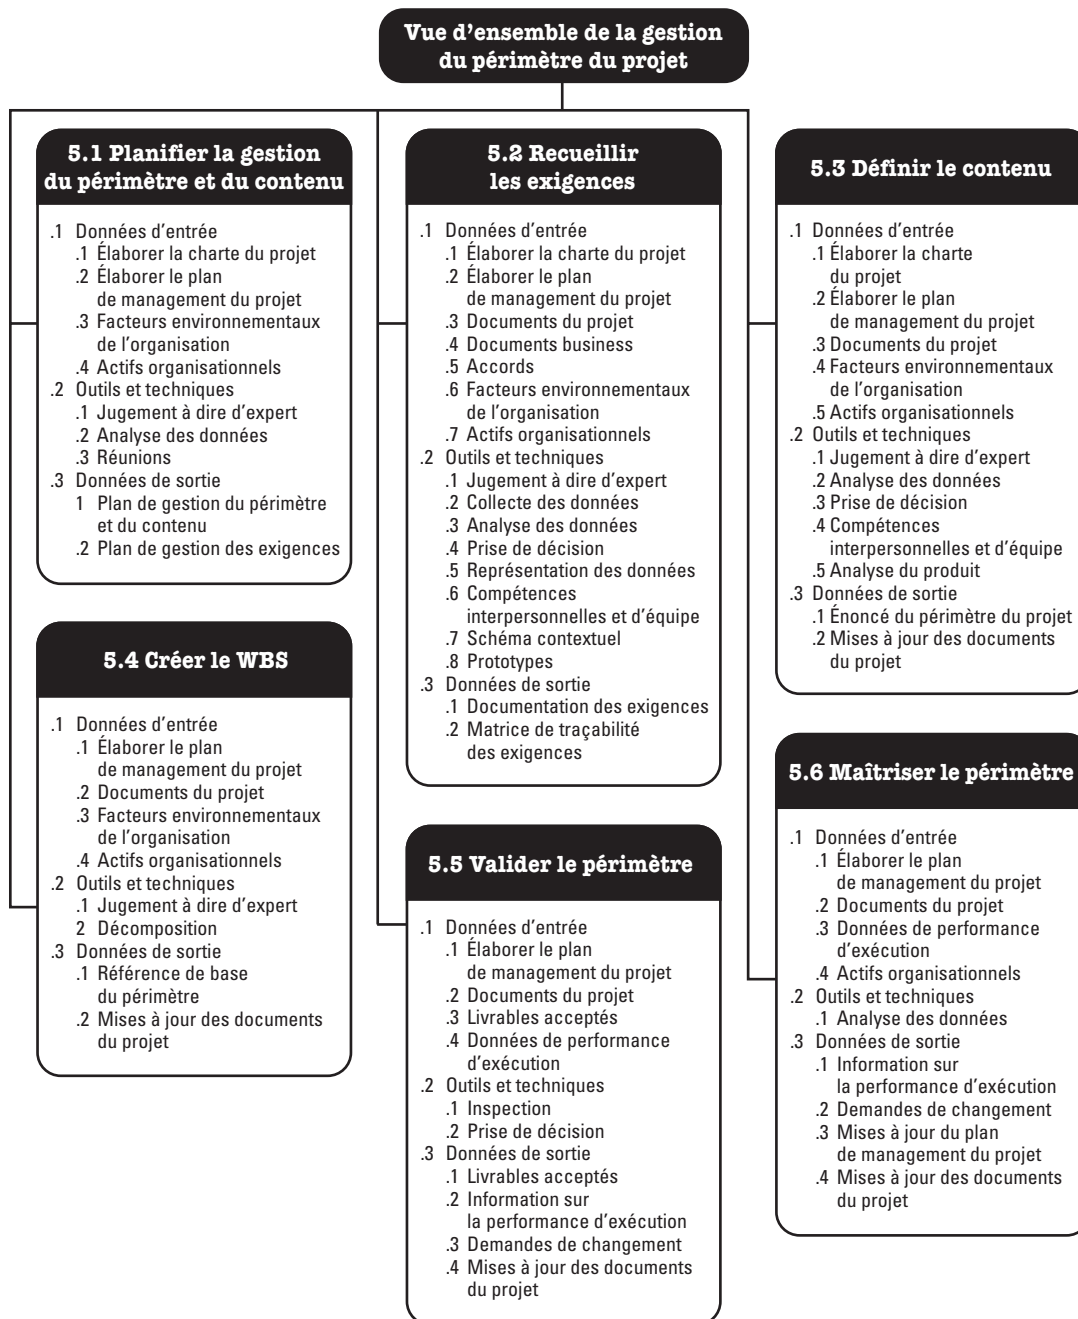 Vue d'ensemble de la gestion
du périmètre du projet
5.1 Planifier la gestion
du périmètre et du contenu
.1 Données d'entrée
.1 Élaborer la charte du projet
.2 Élaborer le plan
de management du projet
.3 Facteurs environnementaux
de l'organisation
.4 Actifs organisationnels
.2 Outils et techniques
.1 Jugement à dire d'expert
.2 Analyse des données
.3 Réunions
.3 Données de sortie
1 Plan de gestion du périmètre
et du contenu
.2 Plan de gestion des exigences
5.2 Recueillir
les exigences
.1 Données d'entrée
.1 Élaborer la charte du projet
.2 Élaborer le plan
de management du projet
.3 Documents du projet
.4 Documents business
.5 Accords
.6 Facteurs environnementaux
de l'organisation
.7 Actifs organisationnels
.2 Outils et techniques
.1 Jugement à dire d'expert
.2 Collecte des données
.3 Analyse des données
.4 Prise de décision
.5 Représentation des données
.6 Compétences
interpersonnelles et d'équipe
.7 Schéma contextuel
.8 Prototypes
.3 Données de sortie
.1 Documentation des exigences
.2 Matrice de traçabilité
des exigences
5.3 Définir le contenu
.1 Données d'entrée
.1 Élaborer la charte
du projet
.2 Élaborer le plan
de management du projet
.3 Documents du projet
.4 Facteurs environnementaux
de l'organisation
.5 Actifs organisationnels
.2 Outils et techniques
.1 Jugement à dire d'expert
.2 Analyse des données
.3 Prise de décision
.4 Compétences
interpersonnelles et d'équipe
.5 Analyse du produit
.3 Données de sortie
.1 Énoncé du périmètre du projet
.2 Mises à jour des documents
du projet
5.4 Créer le WBS
.1 Données d'entrée
.1 Élaborer le plan
de management du projet
.2 Documents du projet
.3 Facteurs environnementaux
de l'organisation
.4 Actifs organisationnels
.2 Outils et techniques
.1 Jugement à dire d'expert
2 Décomposition
.3 Données de sortie
.1 Référence de base
du périmètre
.2 Mises à jour des documents
du projet
5.5 Valider le périmètre
.1 Données d'entrée
.1 Élaborer le plan
de management du projet
.2 Documents du projet
.3 Livrables acceptés
.4 Données de performance
d'exécution
.2 Outils et techniques
.1 Inspection
.2 Prise de décision
.3 Données de sortie
.1 Livrables acceptés
.2 Information sur
la performance d'exécution
.3 Demandes de changement
.4 Mises à jour des documents
du projet
5.6 Maîtriser le périmètre
.1 Données d'entrée
.1 Élaborer le plan
de management du projet
.2 Documents du projet
.3 Données de performance
d'exécution
.4 Actifs organisationnels
.2 Outils et techniques
.1 Analyse des données
.3 Données de sortie
.1 Information sur
la performance d'exécution
.2 Demandes de changement
.3 Mises à jour du plan
de management du projet
.4 Mises à jour des documents
du projet